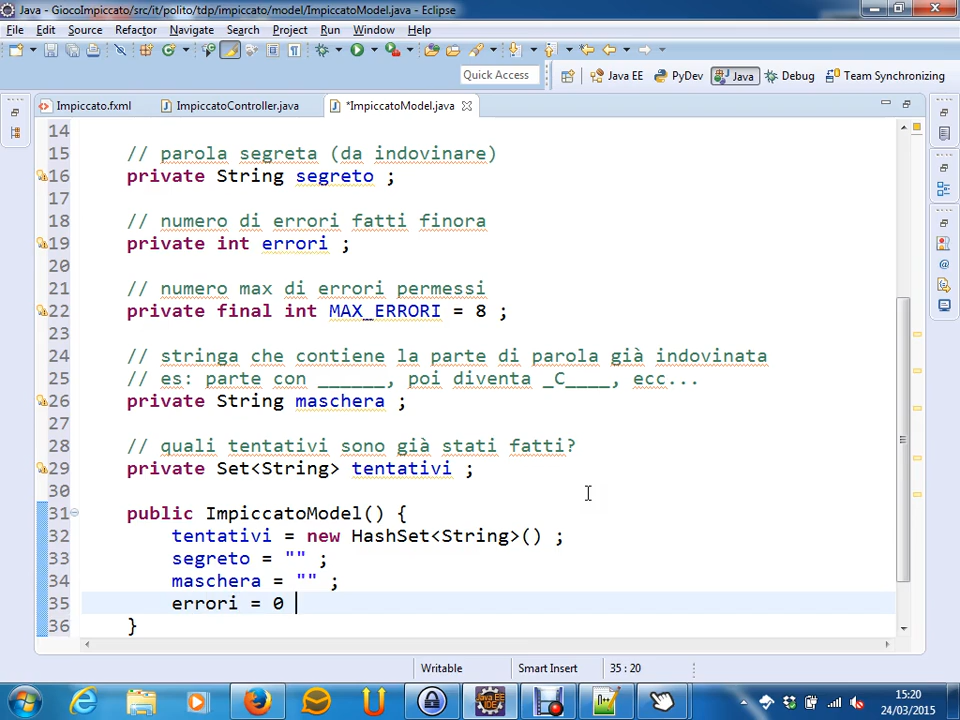 Java - GiocoImpiccato/src/it/polito/tdp/impiccato/model/ImpiccatoModel.java - Eclipse
File Edit Source Refactor Navigate Search Project Run Window Help
Quick Access Java EE PyDev Java Debug Team Synchronizing
Impiccato.fxml ImpiccatoController.java *ImpiccatoModel.java
14
15 // parola segreta (da indovinare)
16 private String segreto ;
17
18 // numero di errori fatti finora
19 private int errori ;
20
21 // numero max di errori permessi
22 private final int MAX_ERRORI = 8 ;
23
24 // stringa che contiene la parte di parola già indovinata
25 // es: parte con ______, poi diventa _C____, ecc...
26 private String maschera ;
27
28 // quali tentativi sono già stati fatti?
29 private Set<String> tentativi ;
30
31 public ImpiccatoModel() {
32 tentativi = new HashSet<String>() ;
33 segreto = "" ;
34 maschera = "" ;
35 errori = 0
36 }
Writable Smart Insert 35 : 20
15:20
24/03/2015